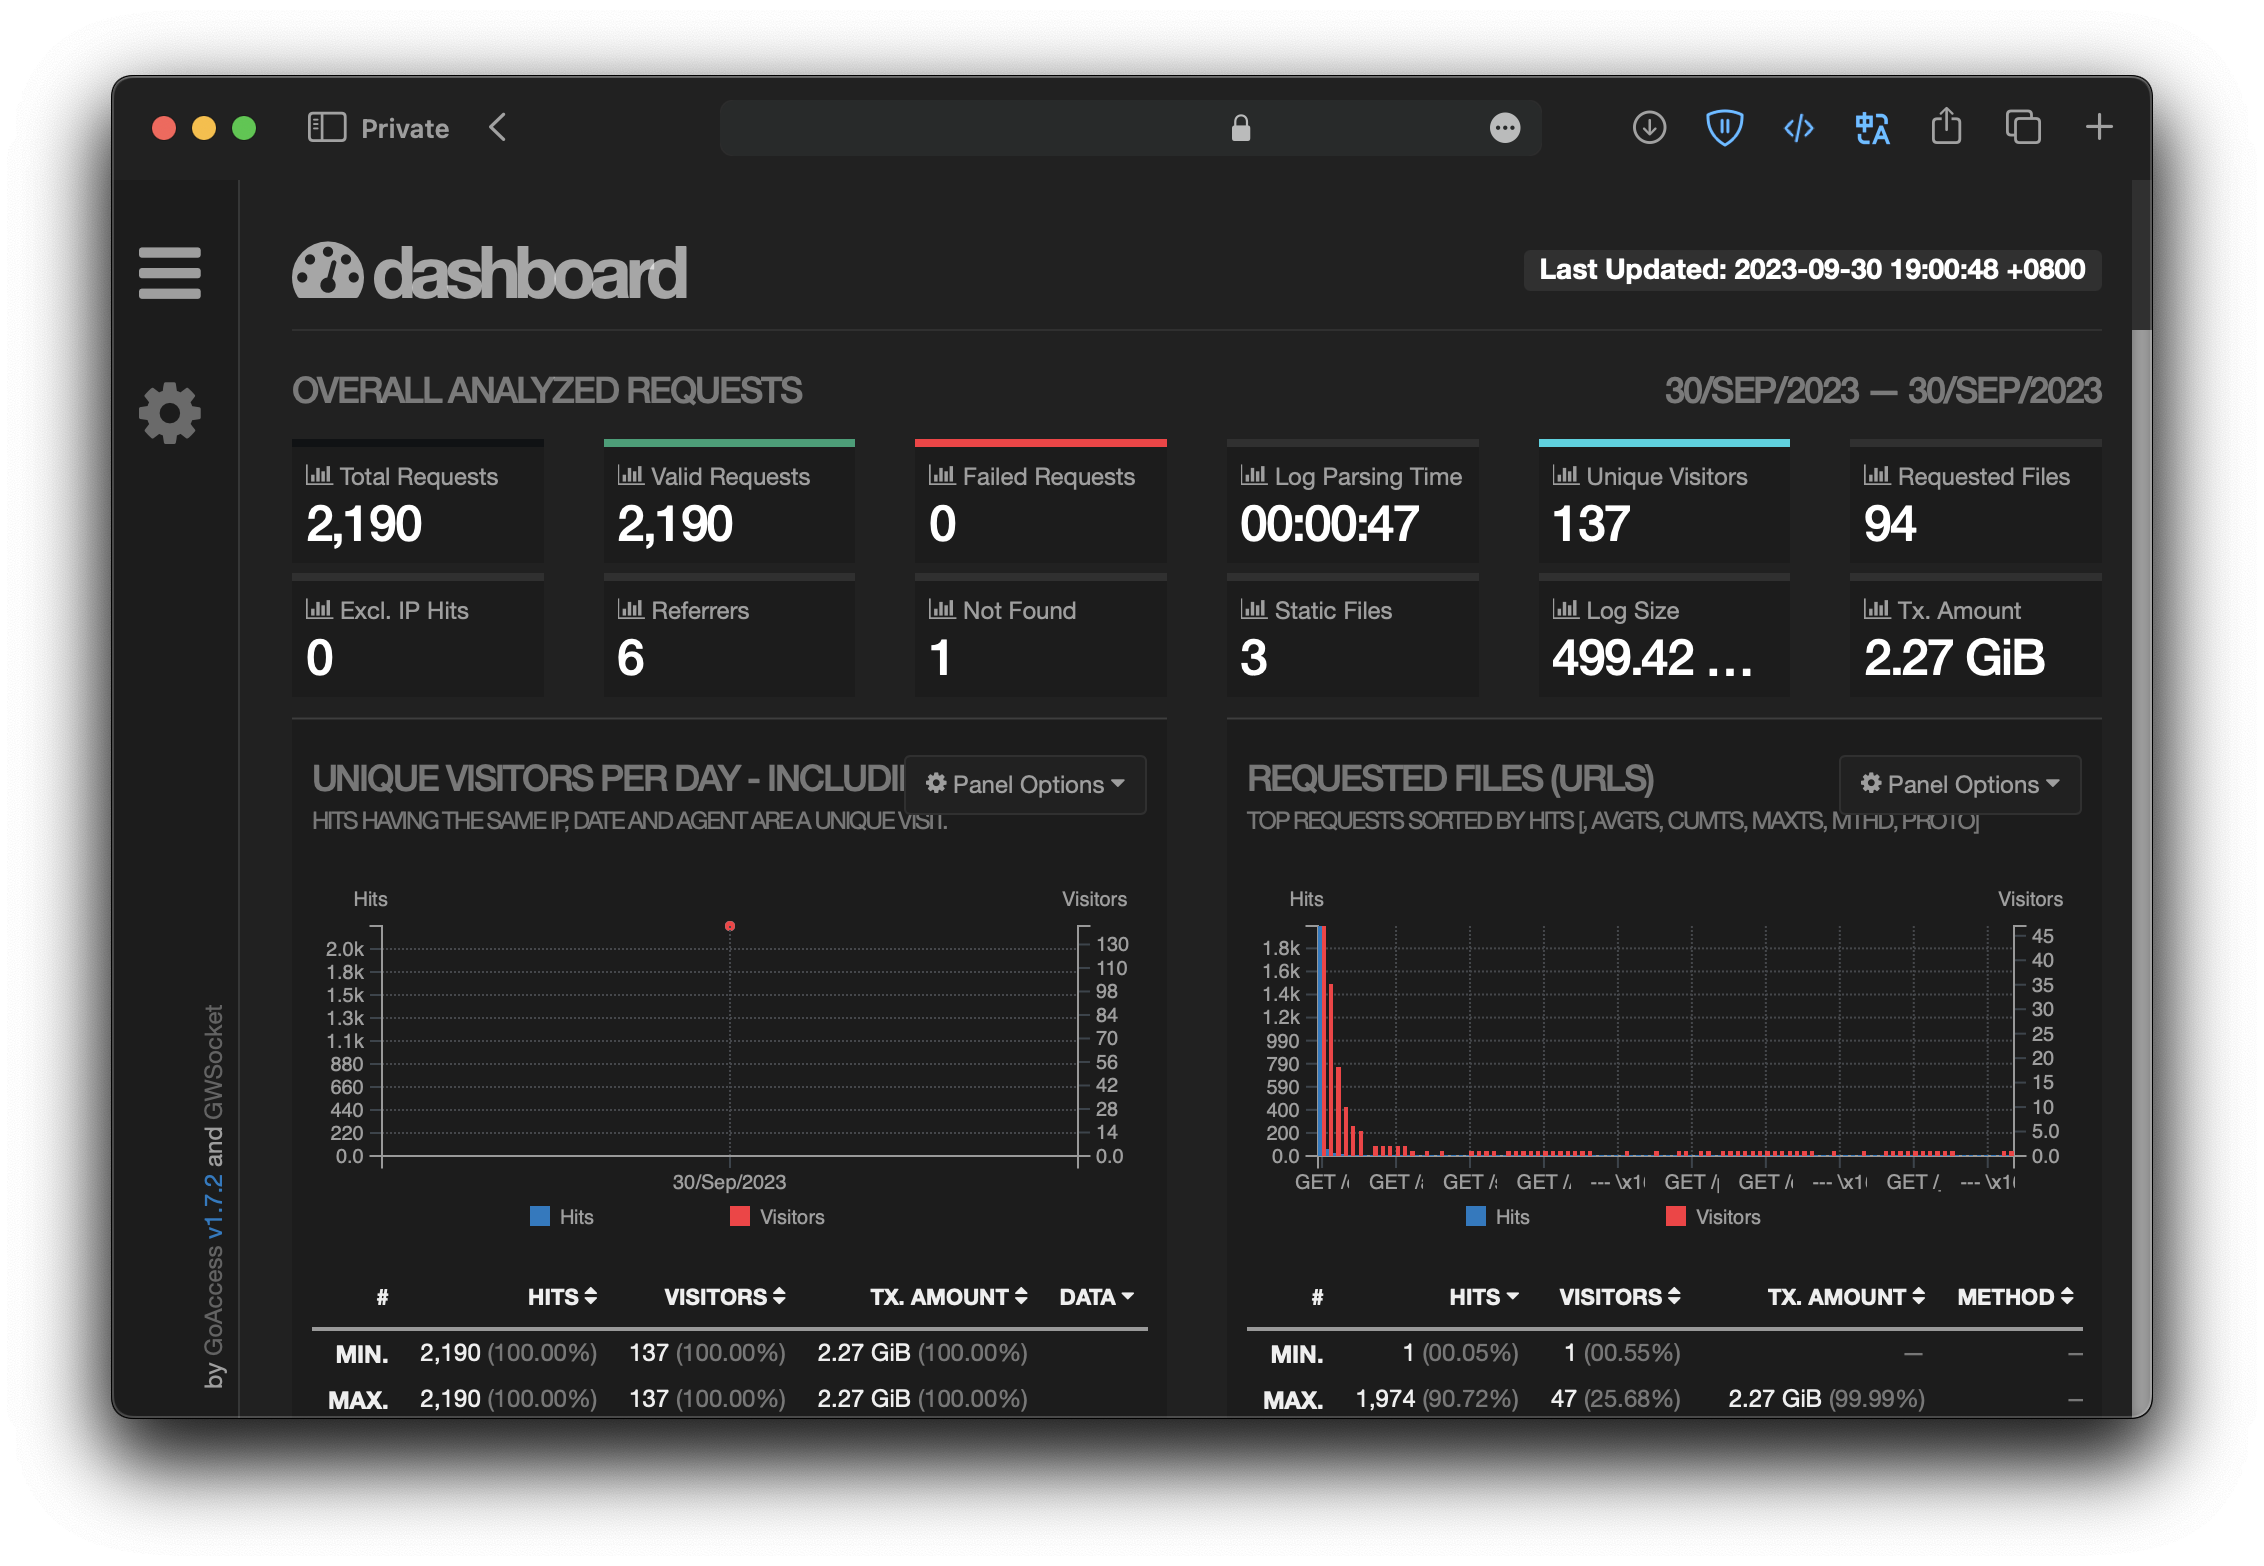 Private
dashboard
Last Updated: 2023-09-30 19:00:48 +0800
OVERALL ANALYZED REQUESTS
30/SEP/2023 — 30/SEP/2023
Total Requests
2,190
Valid Requests
2,190
Failed Requests
0
Log Parsing Time
00:00:47
Unique Visitors
137
Requested Files
94
Excl. IP Hits
0
Referrers
6
Not Found
1
Static Files
3
Log Size
499.42 ...
Tx. Amount
2.27 GiB
by GoAccess v1.7.2 and GWSocket
UNIQUE VISITORS PER DAY - INCLUDI
Panel Options
HITS HAVING THE SAME IP, DATE AND AGENT ARE A UNIQUE VISIT.
Hits
Visitors
2.0k
1.8k
1.5k
1.3k
1.1k
880
660
440
220
0.0
130
110
98
84
70
56
42
28
14
0.0
30/Sep/2023
Hits
Visitors
# HITS VISITORS TX. AMOUNT DATA
MIN. 2,190 (100.00%) 137 (100.00%) 2.27 GiB (100.00%)
MAX. 2,190 (100.00%) 137 (100.00%) 2.27 GiB (100.00%)
REQUESTED FILES (URLS)
Panel Options
TOP REQUESTS SORTED BY HITS [, AVGTS, CUMTS, MAXTS, MTHD, PROTO]
Hits
Visitors
1.8k
1.6k
1.4k
1.2k
990
790
590
400
200
0.0
45
40
35
30
25
20
15
10
5.0
0.0
GET / GET / GET / GET / --- \x1 GET / GET / --- \x1 GET / --- \x1
Hits
Visitors
# HITS VISITORS TX. AMOUNT METHOD
MIN. 1 (00.05%) 1 (00.55%) — —
MAX. 1,974 (90.72%) 47 (25.68%) 2.27 GiB (99.99%) —